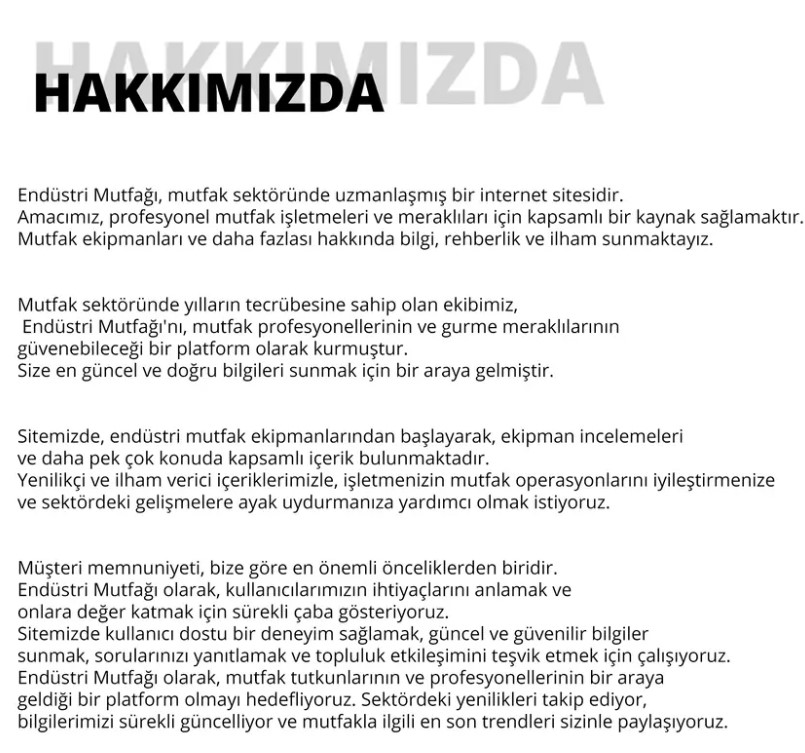 HAKKIMIZDA
HAKKIMIZDA
Endüstri Mutfağı, mutfak sektöründe uzmanlaşmış bir internet sitesidir.
Amacımız, profesyonel mutfak işletmeleri ve meraklıları için kapsamlı bir kaynak sağlamaktır.
Mutfak ekipmanları ve daha fazlası hakkında bilgi, rehberlik ve ilham sunmaktayız.
Mutfak sektöründe yılların tecrübesine sahip olan ekibimiz,
Endüstri Mutfağı'nı, mutfak profesyonellerinin ve gurme meraklılarının
güvenebileceği bir platform olarak kurmuştur.
Size en güncel ve doğru bilgileri sunmak için bir araya gelmiştir.
Sitemizde, endüstri mutfak ekipmanlarından başlayarak, ekipman incelemeleri
ve daha pek çok konuda kapsamlı içerik bulunmaktadır.
Yenilikçi ve ilham verici içeriklerimizle, işletmenizin mutfak operasyonlarını iyileştirmenize
ve sektördeki gelişmelere ayak uydurmanıza yardımcı olmak istiyoruz.
Müşteri memnuniyeti, bize göre en önemli önceliklerden biridir.
Endüstri Mutfağı olarak, kullanıcılarımızın ihtiyaçlarını anlamak ve
onlara değer katmak için sürekli çaba gösteriyoruz.
Sitemizde kullanıcı dostu bir deneyim sağlamak, güncel ve güvenilir bilgiler
sunmak, sorularınızı yanıtlamak ve topluluk etkileşimini teşvik etmek için çalışıyoruz.
Endüstri Mutfağı olarak, mutfak tutkunlarının ve profesyonellerinin bir araya
geldiği bir platform olmayı hedefliyoruz. Sektördeki yenilikleri takip ediyor,
bilgilerimizi sürekli güncelliyor ve mutfakla ilgili en son trendleri sizinle paylaşıyoruz.